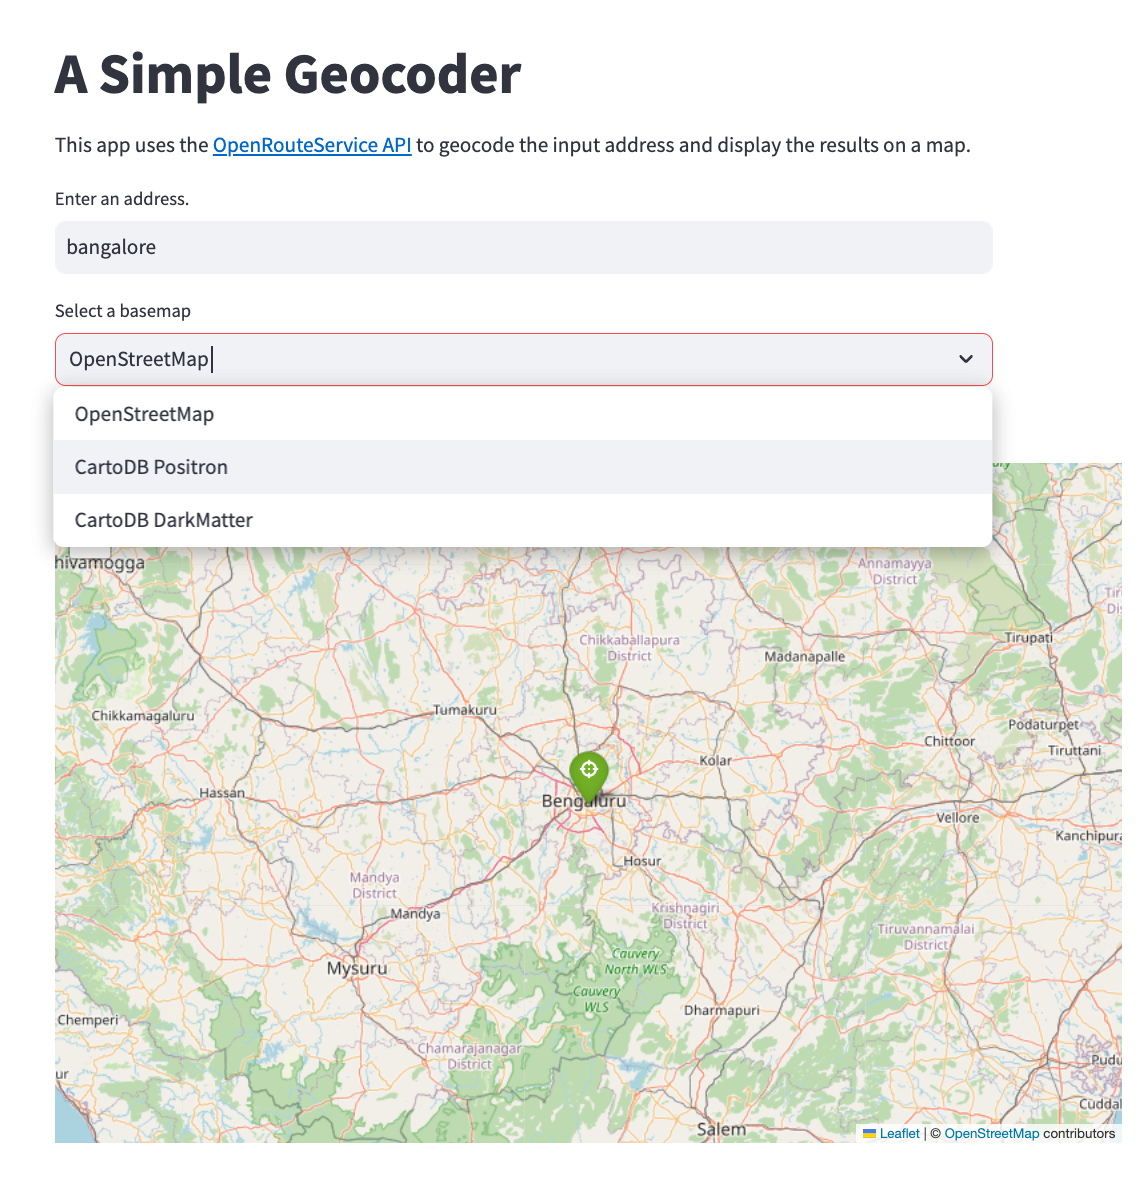 A Simple Geocoder
This app uses the OpenRouteService API to geocode the input address and display the results on a map.
Enter an address.
bangalore
Select a basemap
OpenStreetMap
OpenStreetMap
CartoDB Positron
CartoDB DarkMatter
hivamogga
Annamayya
District
Chikkaballapura
District
Tirupati
Madanapalle
Tumakuru
Chikkamagaluru
Podaturpet
Chittoor
Tiruttani
Kolar
Hassan
Bengaluru
Vellore
Kanchipura
Hosur
Mandya
District
Mandya
Krishnagiri
District
Tiruvannamalai
District
Cauvery
North WLS
Mysuru
Cauvery
WLS
Dharmapuri
Chemperi
Chamarajanagar
District
Pudu
ur
Cuddal
Salem
Leaflet | © OpenStreetMap contributors